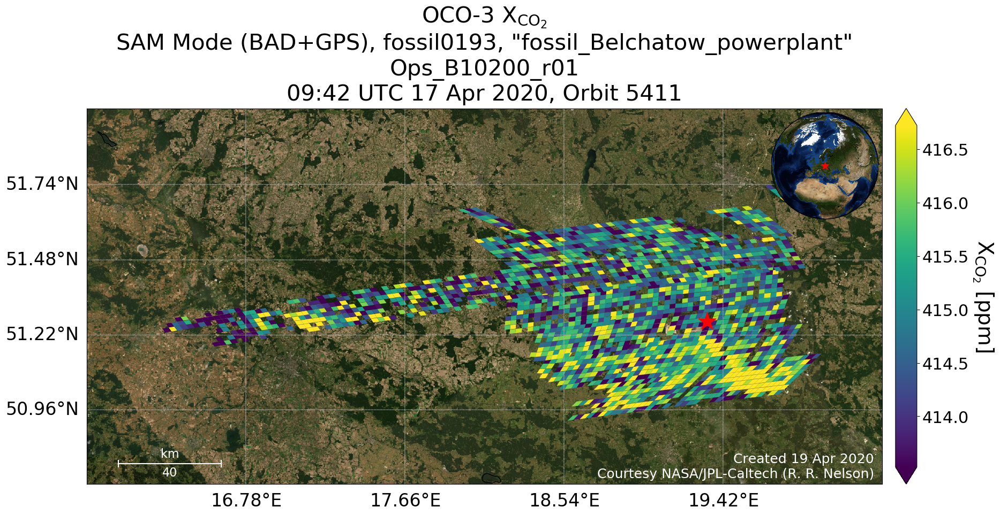 OCO-3 X_CO₂
SAM Mode (BAD+GPS), fossil0193, "fossil_Belchatow_powerplant"
Ops_B10200_r01
09:42 UTC 17 Apr 2020, Orbit 5411
51.74°N
51.48°N
51.22°N
50.96°N
16.78°E
17.66°E
18.54°E
19.42°E
km
40
Created 19 Apr 2020
Courtesy NASA/JPL-Caltech (R. R. Nelson)
416.5
416.0
415.5
415.0
414.5
414.0
X_CO₂ [ppm]